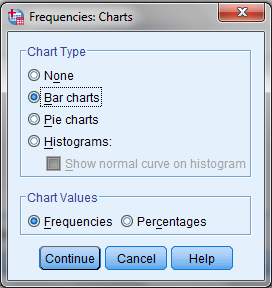 Frequencies: Charts
Chart Type
None
Bar charts
Pie charts
Histograms:
Show normal curve on histogram
Chart Values
Frequencies Percentages
Continue Cancel Help